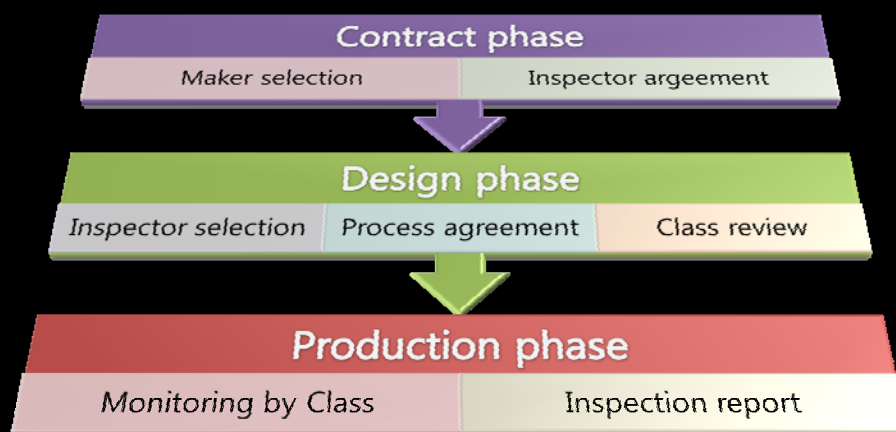 Contract phase
Maker selection Inspector argeement
Design phase
Inspector selection Process agreement Class review
Production phase
Monitoring by Class Inspection report